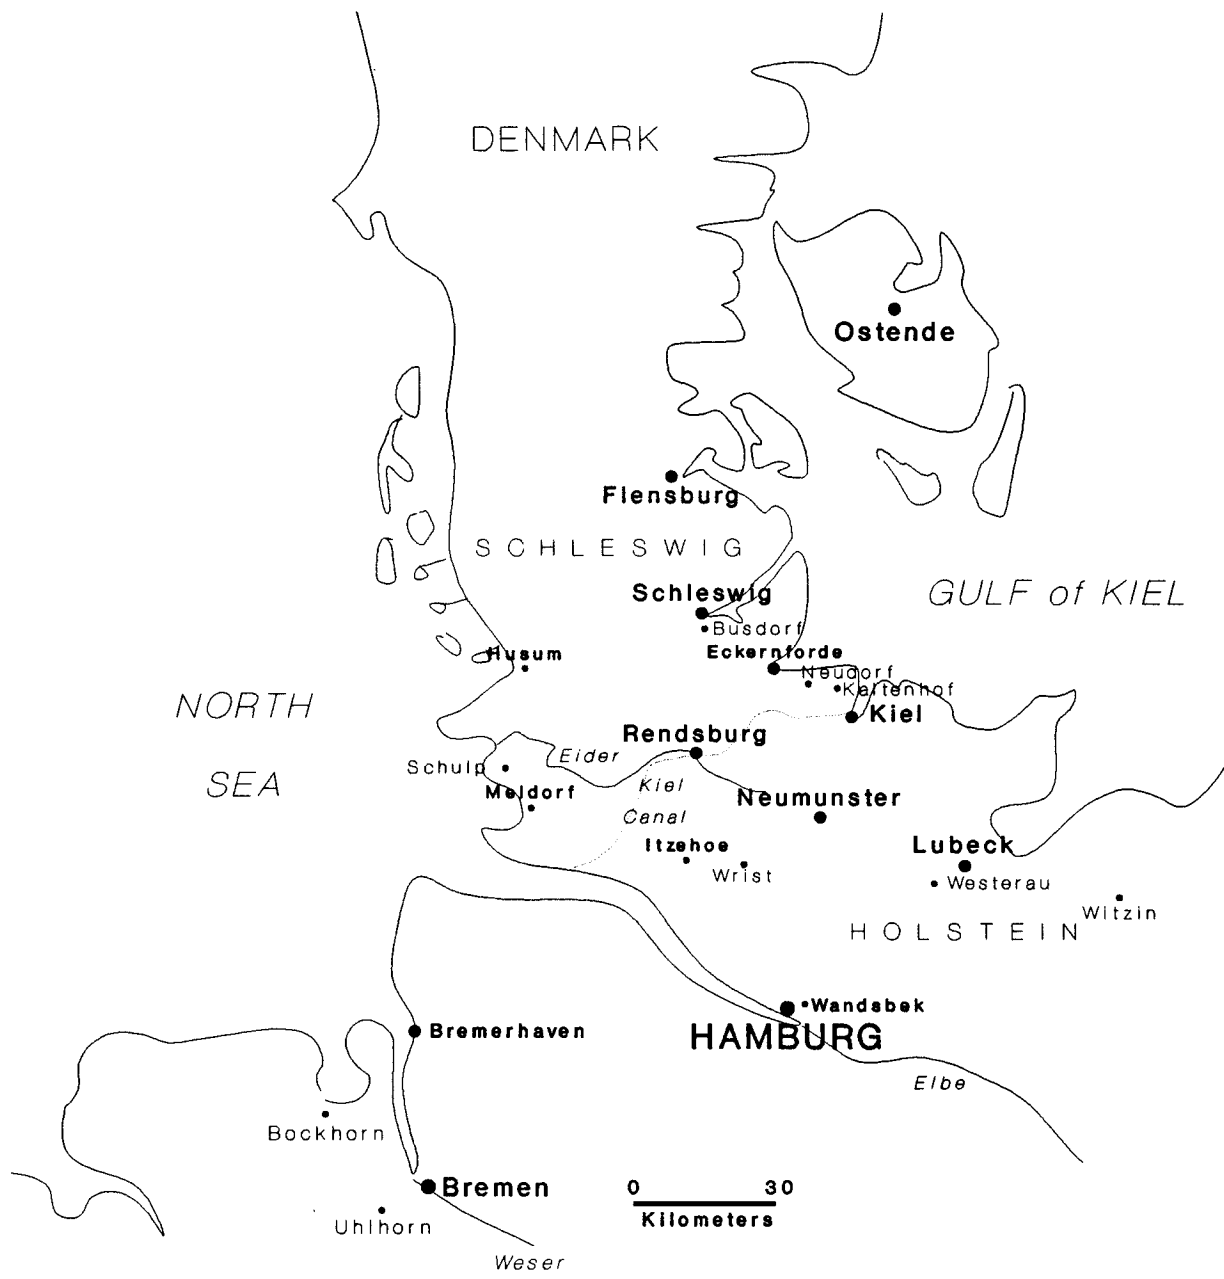 DENMARK
Ostende
Flensburg
SCHLESWIG
GULF of KIEL
Schleswig
Busdorf
Eckernforde
Husum
Neudorf
Kaltenhof
NORTH
SEA
Kiel
Rendsburg
Eider
Schulp
Kiel
Canal
Meldorf
Neumunster
Itzehoe
Wrist
Lubeck
Westerau
Witzin
HOLSTEIN
Wandsbek
HAMBURG
Bremerhaven
Elbe
Bockhorn
Bremen
0 30
Kilometers
Uhlhorn
Weser